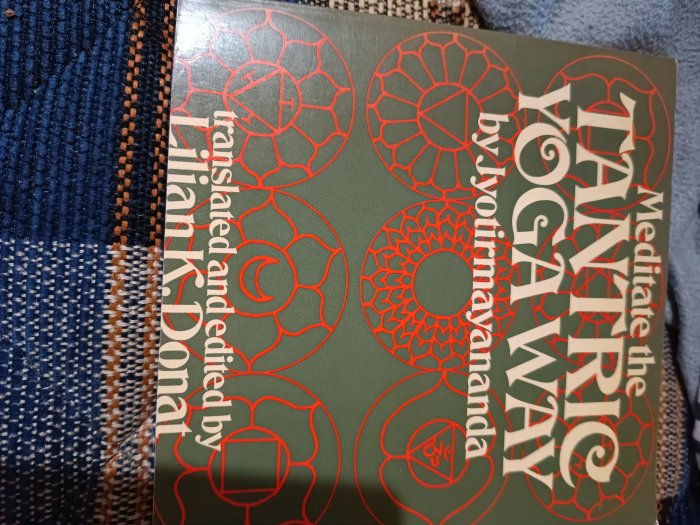 Meditate the
TANTRIC
YOGA WAY
by Jyotirmayananda
translated and edited by
Lilian K. Donat